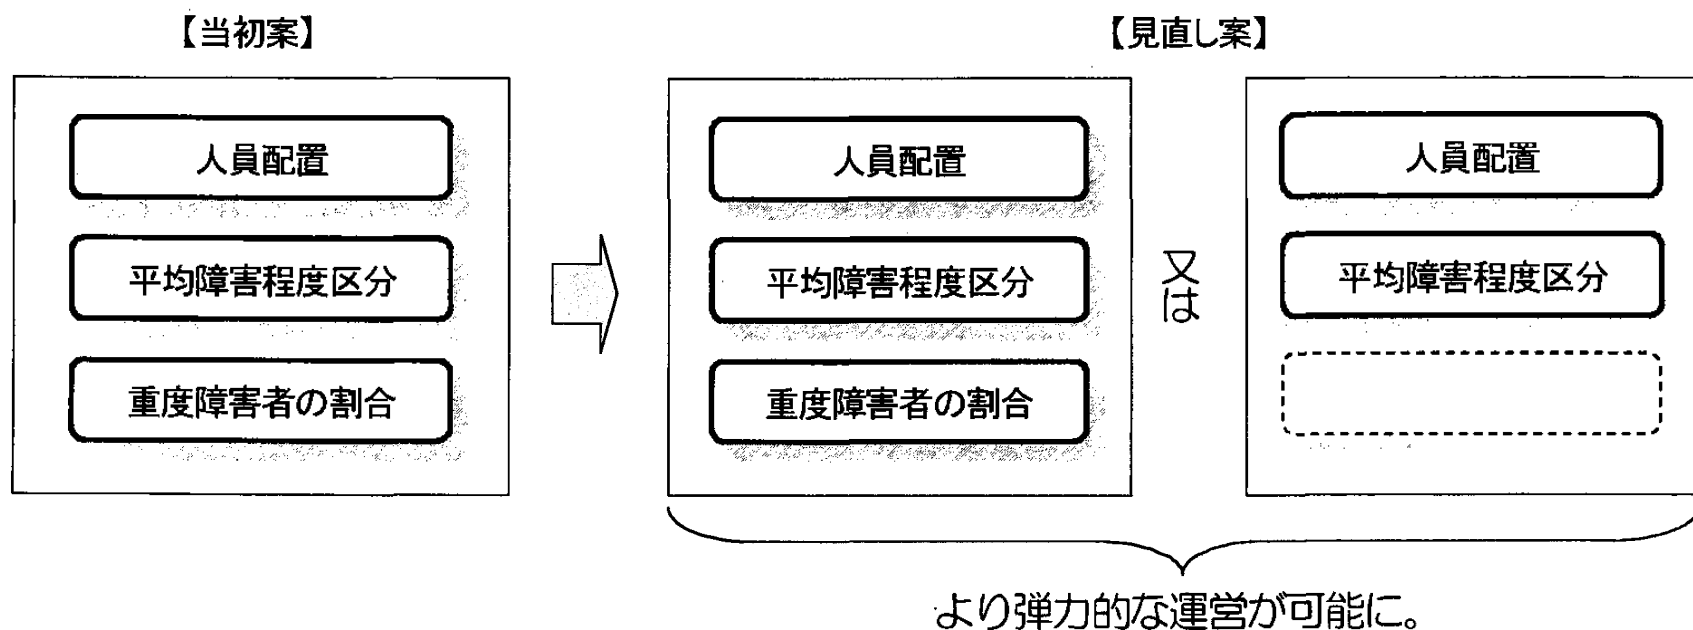 【当初案】
人員配置
平均障害程度区分
重度障害者の割合
【見直し案】
人員配置
平均障害程度区分
重度障害者の割合
又は
人員配置
平均障害程度区分
より弾力的な運営が可能に。